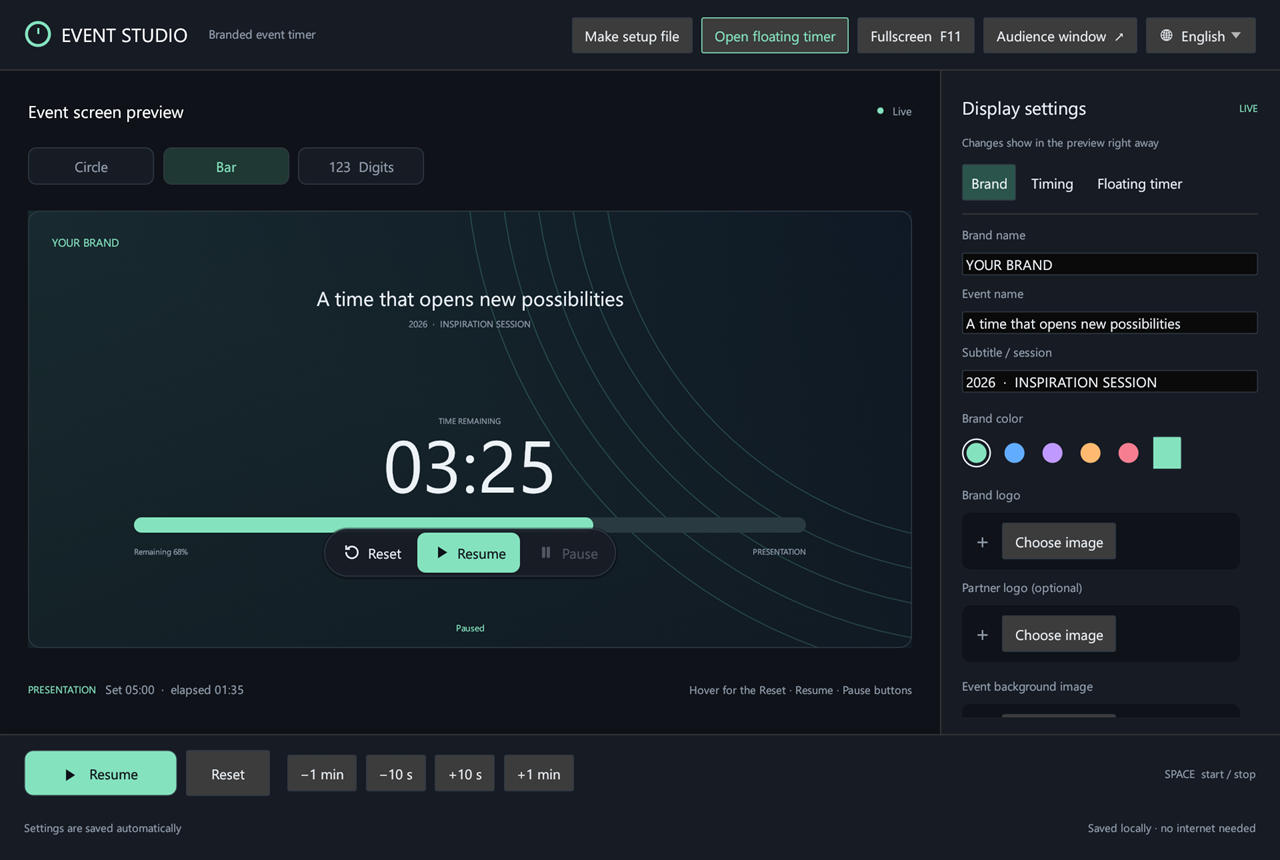 EVENT STUDIO
Branded event timer
Make setup file
Open floating timer
Fullscreen F11
Audience window ↗
English
Event screen preview
Live
Circle
Bar
123 Digits
YOUR BRAND
A time that opens new possibilities
2026 · INSPIRATION SESSION
TIME REMAINING
03:25
Remaining 68%
PRESENTATION
Reset
Resume
Pause
Paused
PRESENTATION Set 05:00 · elapsed 01:35
Hover for the Reset · Resume · Pause buttons
Display settings
LIVE
Changes show in the preview right away
Brand
Timing
Floating timer
Brand name
YOUR BRAND
Event name
A time that opens new possibilities
Subtitle / session
2026 · INSPIRATION SESSION
Brand color
Brand logo
+ Choose image
Partner logo (optional)
+ Choose image
Event background image
Resume
Reset
−1 min
−10 s
+10 s
+1 min
SPACE start / stop
Settings are saved automatically
Saved locally · no internet needed